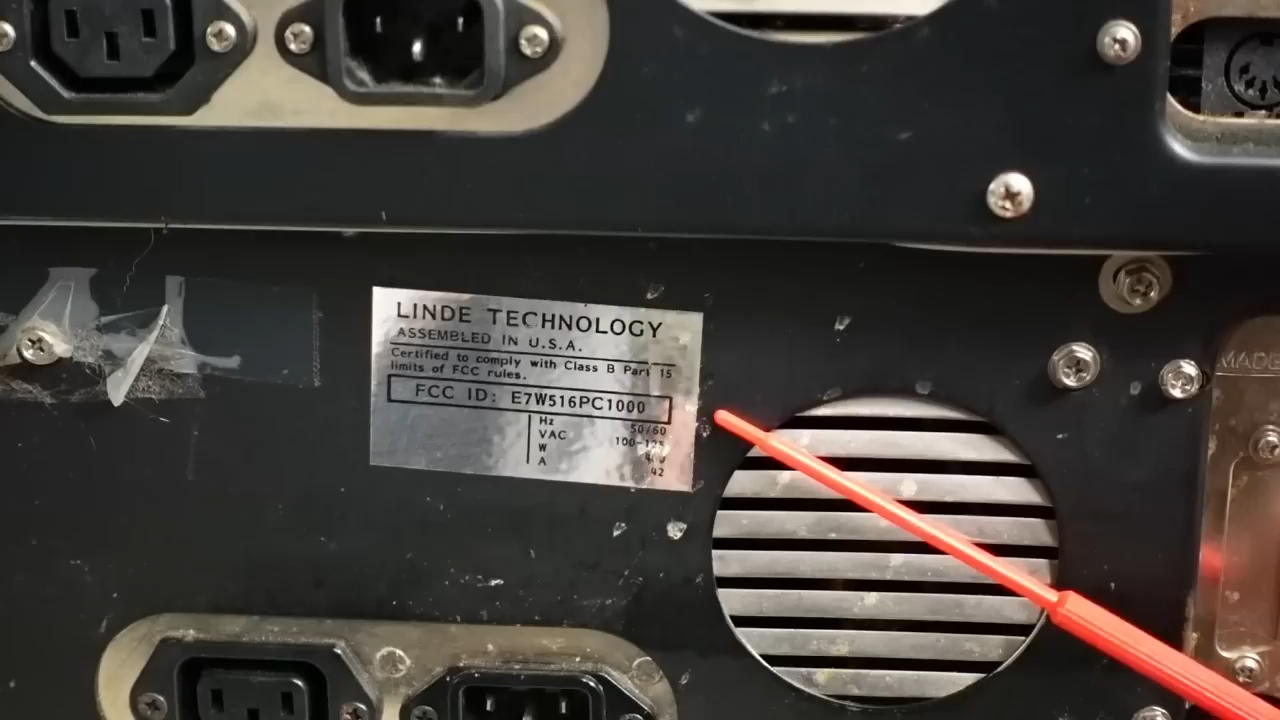 LINDE TECHNOLOGY
ASSEMBLED IN U.S.A.
Certified to comply with Class B Part 15
limits of FCC rules.
FCC ID: E7W516PC1000
Hz 50/60
VAC 100-125
W
A 42
MADE